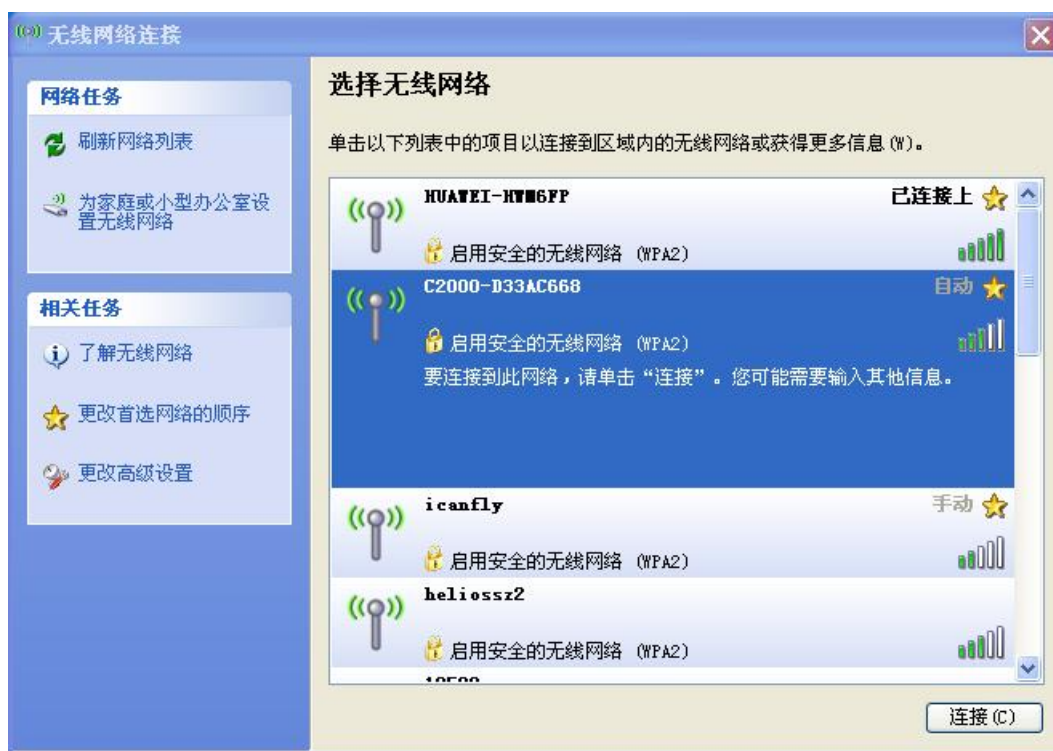 无线网络连接
网络任务
刷新网络列表
为家庭或小型办公室设
置无线网络
相关任务
了解无线网络
更改首选网络的顺序
更改高级设置
选择无线网络
单击以下列表中的项目以连接到区域内的无线网络或获得更多信息(W)。
HUAWEI-HYM6FP 已连接上
启用安全的无线网络 (WPA2)
C2000-D33AC668 自动
启用安全的无线网络 (WPA2)
要连接到此网络，请单击“连接”。您可能需要输入其他信息。
icanfly 手动
启用安全的无线网络 (WPA2)
heliossz2
启用安全的无线网络 (WPA2)
连接(C)